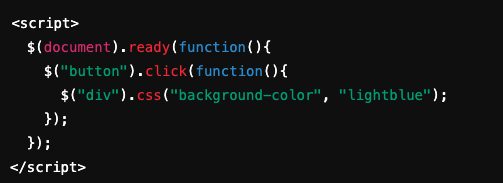 <script>
  $(document).ready(function(){
    $("button").click(function(){
      $("div").css("background-color", "lightblue");
    });
  });
</script>